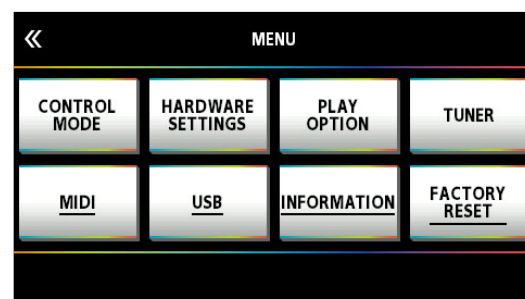 «
MENU
CONTROL
MODE
HARDWARE
SETTINGS
PLAY
OPTION
TUNER
MIDI
USB
INFORMATION
FACTORY
RESET